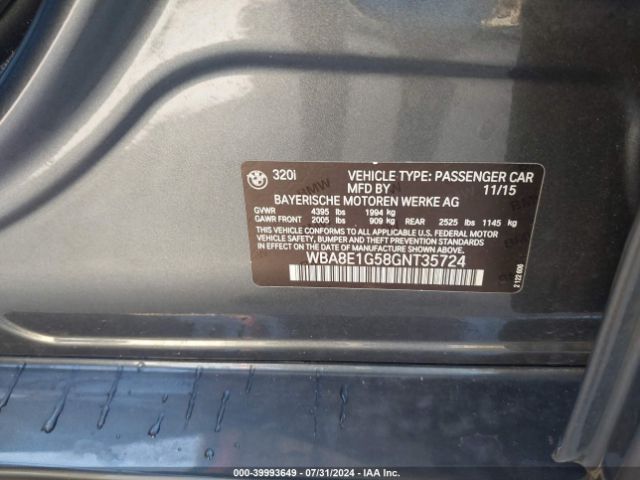 320i VEHICLE TYPE: PASSENGER CAR
MFD BY 11/15
BAYERISCHE MOTOREN WERKE AG
GVWR 4395 lbs 1994 kg
GAWR FRONT 2005 lbs 909 kg REAR 2525 lbs 1145 kg
THIS VEHICLE CONFORMS TO ALL APPLICABLE U.S. FEDERAL MOTOR
VEHICLE SAFETY, BUMPER, AND THEFT PREVENTION STANDARDS
IN EFFECT ON THE DATE OF MANUFACTURE SHOWN ABOVE.
WBA8E1G58GNT35724
000-39993649 / 07/31/2024 - IAA Inc.